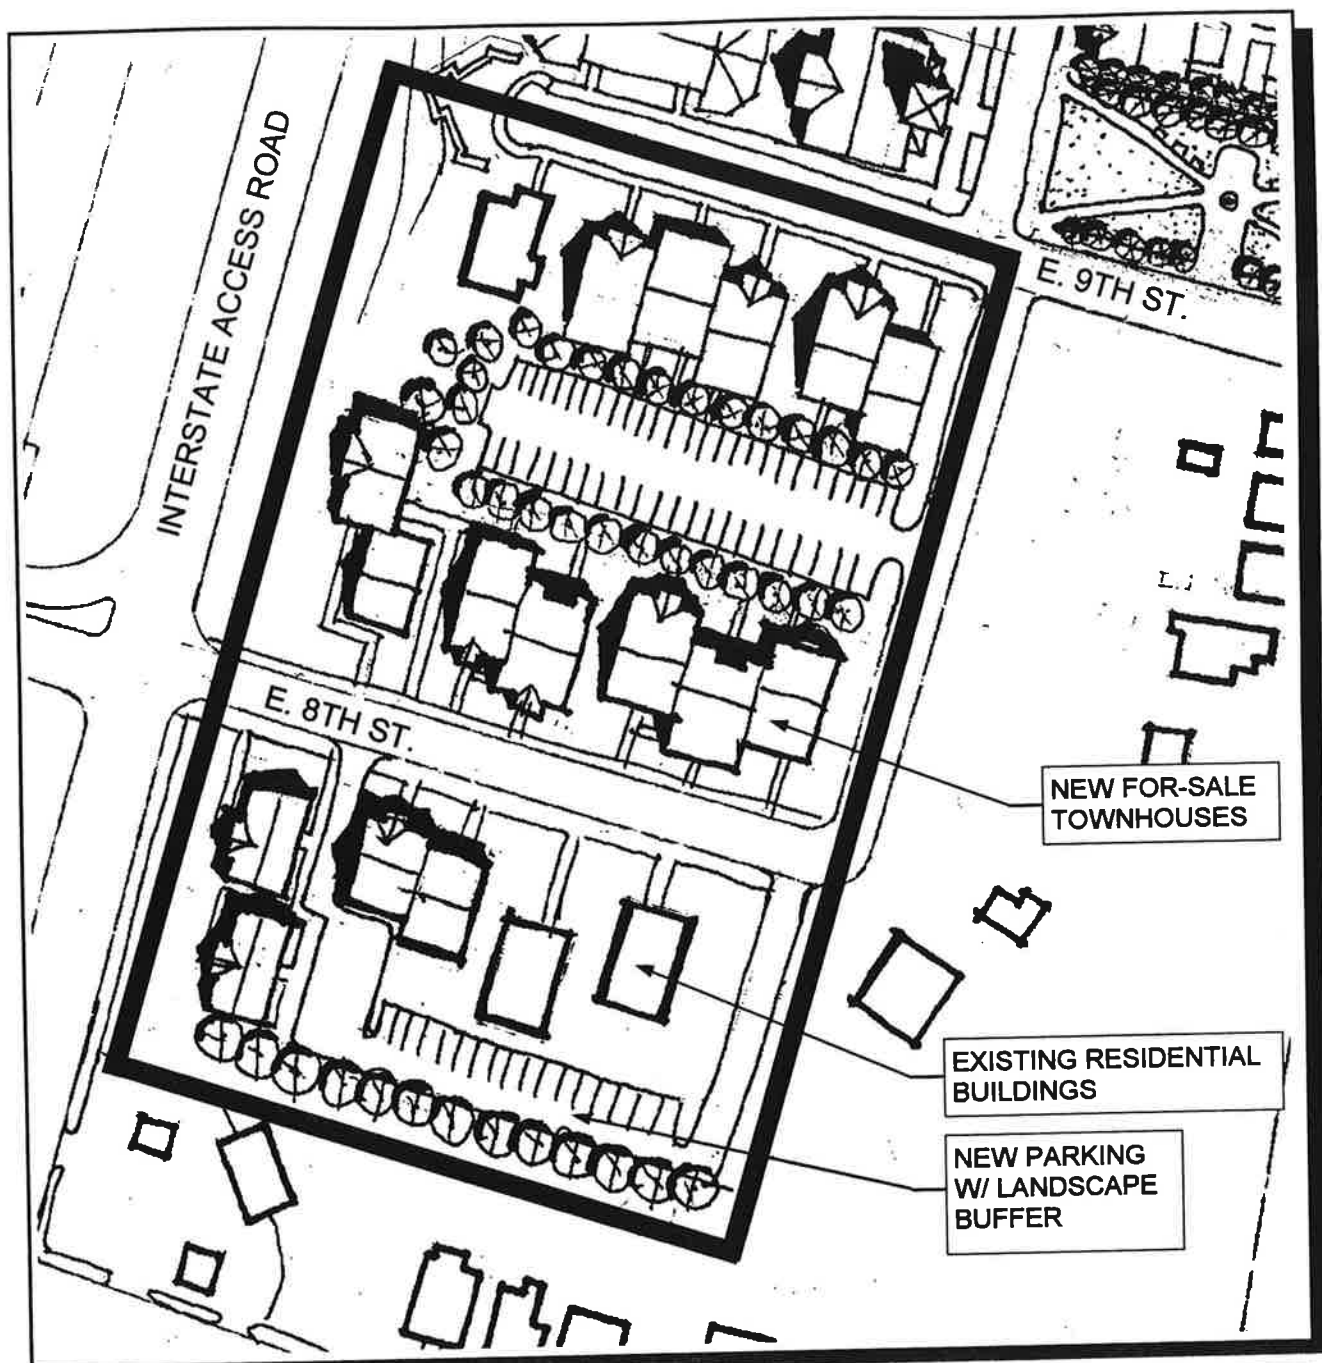 INTERSTATE ACCESS ROAD
E. 9TH ST.
E. 8TH ST.
NEW FOR-SALE
TOWNHOUSES
EXISTING RESIDENTIAL
BUILDINGS
NEW PARKING
W/ LANDSCAPE
BUFFER